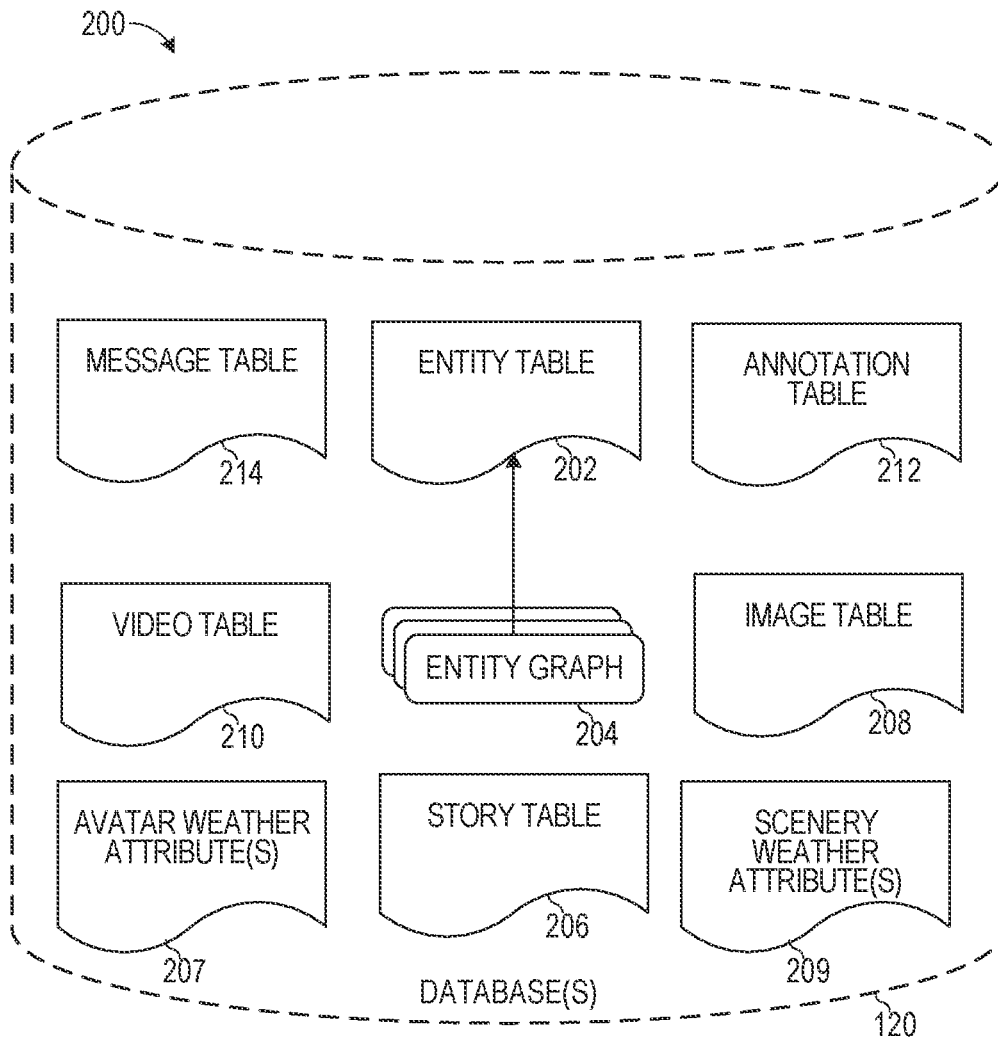 200
MESSAGE TABLE
214
ENTITY TABLE
202
ANNOTATION
TABLE
212
VIDEO TABLE
210
ENTITY GRAPH
204
IMAGE TABLE
208
AVATAR WEATHER
ATTRIBUTE(S)
207
STORY TABLE
206
SCENERY
WEATHER
ATTRIBUTE(S)
209
DATABASE(S)
120